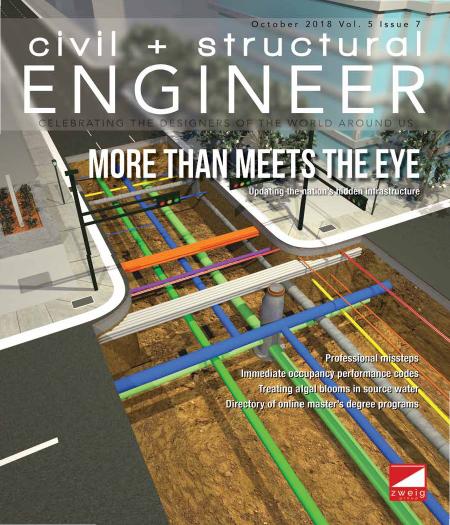 October 2018 Vol. 5 Issue 7
civil + structural
ENGINEER
CELEBRATING THE DESIGNERS OF THE WORLD AROUND US
MORE THAN MEETS THE EYE
Updating the nation's hidden infrastructure
Professional missteps
Immediate occupancy performance codes
Treating algal blooms in source water
Directory of online master's degree programs
zweig
group